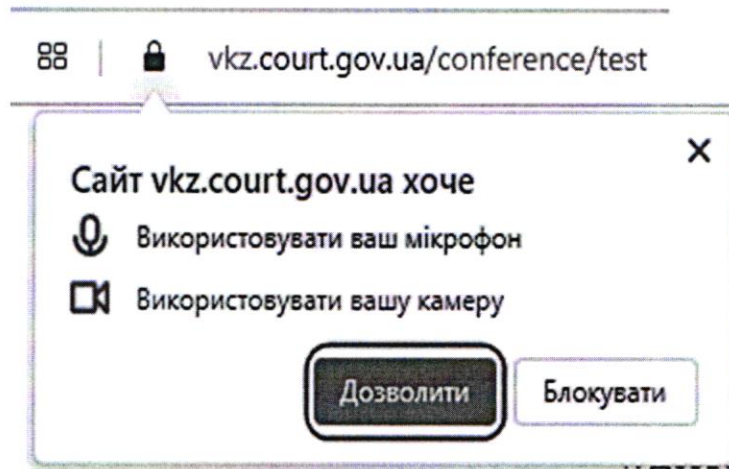 vkz.court.gov.ua/conference/test
Сайт vkz.court.gov.ua хоче
Використовувати ваш мікрофон
Використовувати вашу камеру
Дозволити
Блокувати